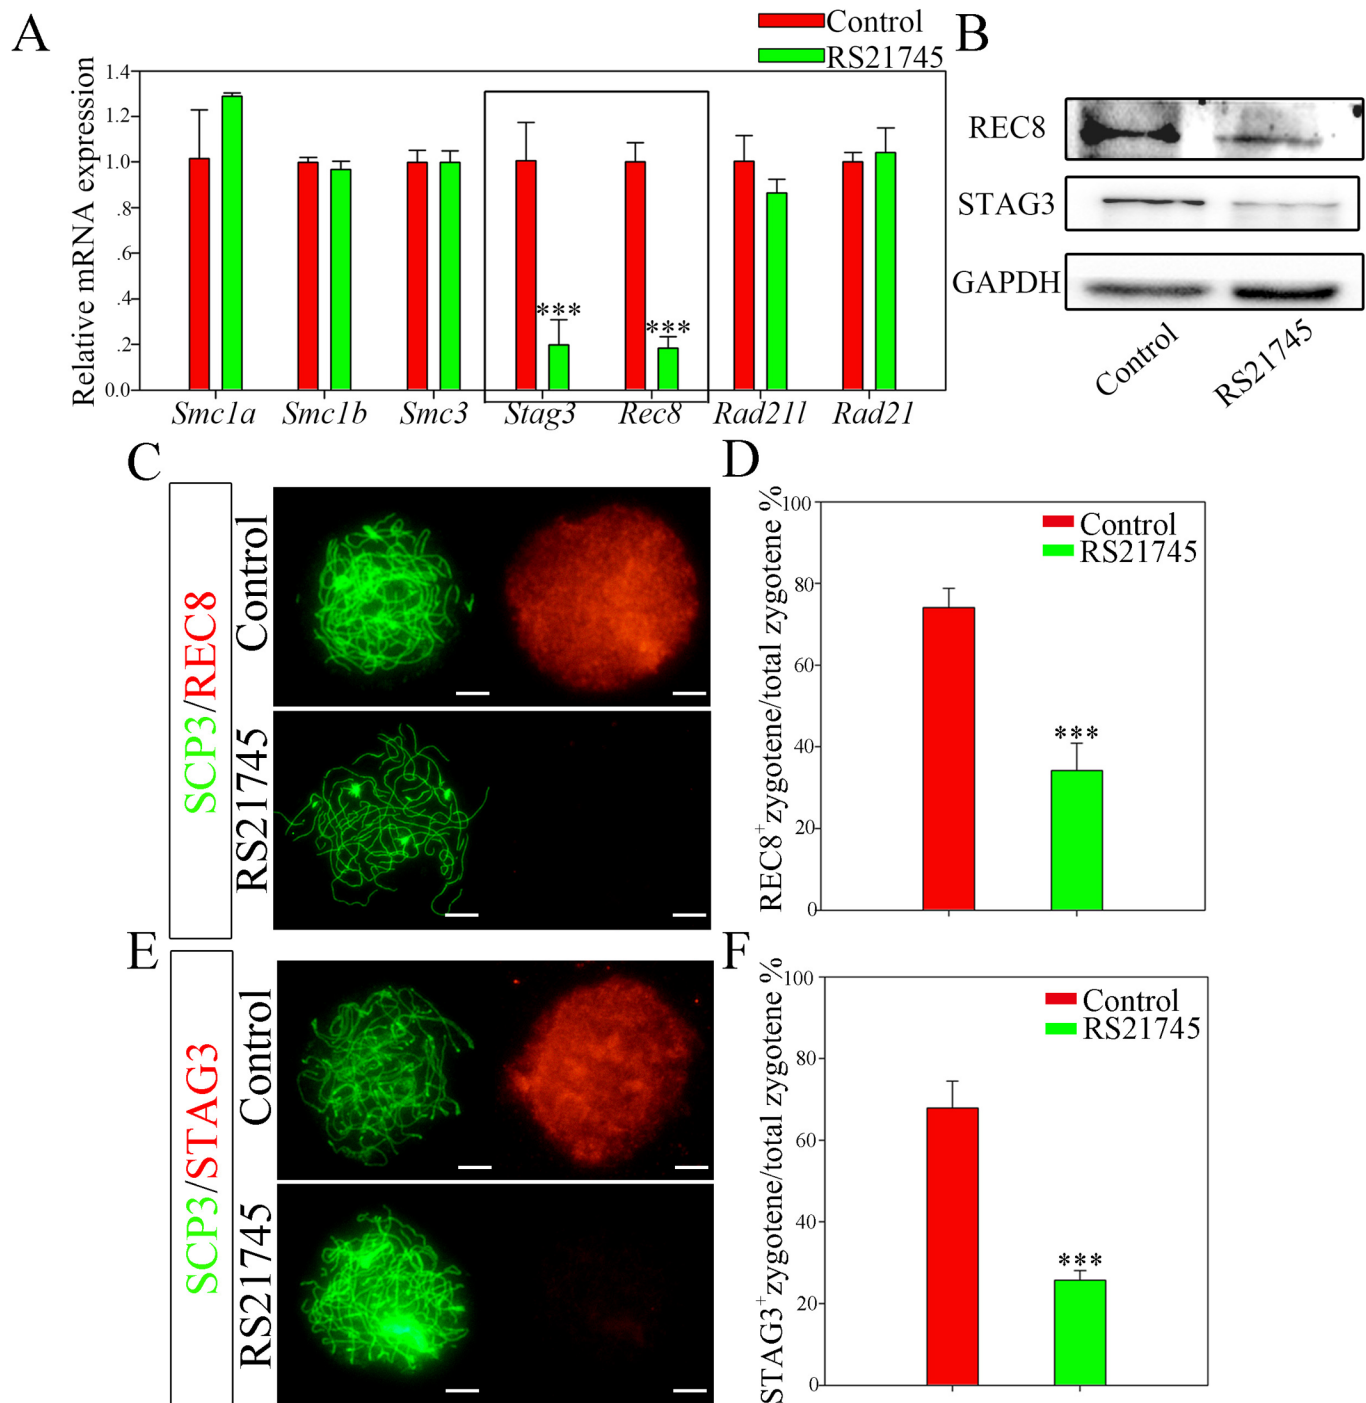 A
Control
RS21745
Relative mRNA expression
1.4
1.2
1.0
.8
.6
.4
.2
0.0
***
***
Smc1a Smc1b Smc3 Stag3 Rec8 Rad21l Rad21
B
REC8
STAG3
GAPDH
Control
RS21745
C
SCP3/REC8
Control
RS21745
D
REC8+zygotene/total zygotene %
100
80
60
40
20
0
Control
RS21745
***
E
SCP3/STAG3
Control
RS21745
F
STAG3+zygotene/total zygotene %
100
80
60
40
20
0
Control
RS21745
***